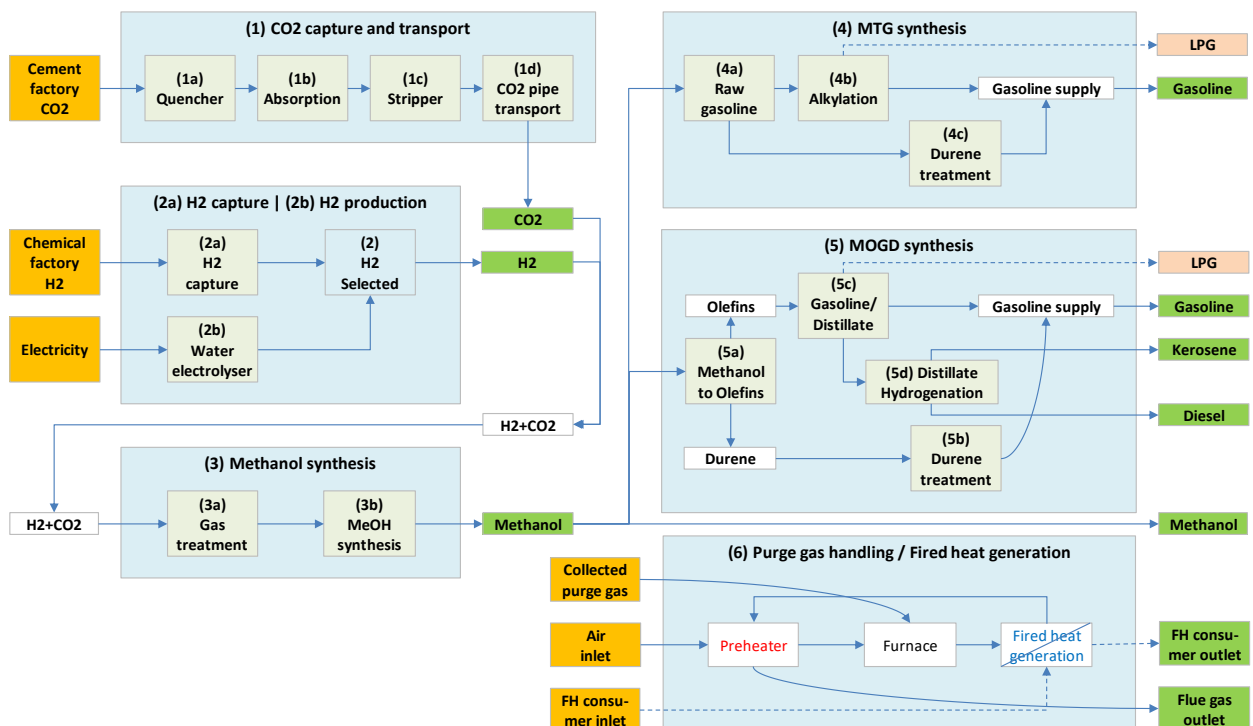 (1) CO2 capture and transport
Cement
factory
CO2
(1a)
Quencher
(1b)
Absorption
(1c)
Stripper
(1d)
CO2 pipe
transport
(2a) H2 capture | (2b) H2 production
CO2
H2
Chemical
factory
H2
(2a)
H2
capture
(2)
H2
Selected
Electricity
(2b)
Water
electrolyser
H2+CO2
(3) Methanol synthesis
H2+CO2
(3a)
Gas
treatment
(3b)
MeOH
synthesis
Methanol
(4) MTG synthesis
LPG
(4a)
Raw
gasoline
(4b)
Alkylation
Gasoline supply
Gasoline
(4c)
Durene
treatment
(5) MOGD synthesis
LPG
Olefins
(5c)
Gasoline/
Distillate
Gasoline supply
Gasoline
(5a)
Methanol
to Olefins
(5d) Distillate
Hydrogenation
Kerosene
Diesel
Durene
(5b)
Durene
treatment
Methanol
(6) Purge gas handling / Fired heat generation
Collected
purge gas
Air
inlet
Preheater
Furnace
Fired heat
generation
FH consu-
mer outlet
FH consu-
mer inlet
Flue gas
outlet